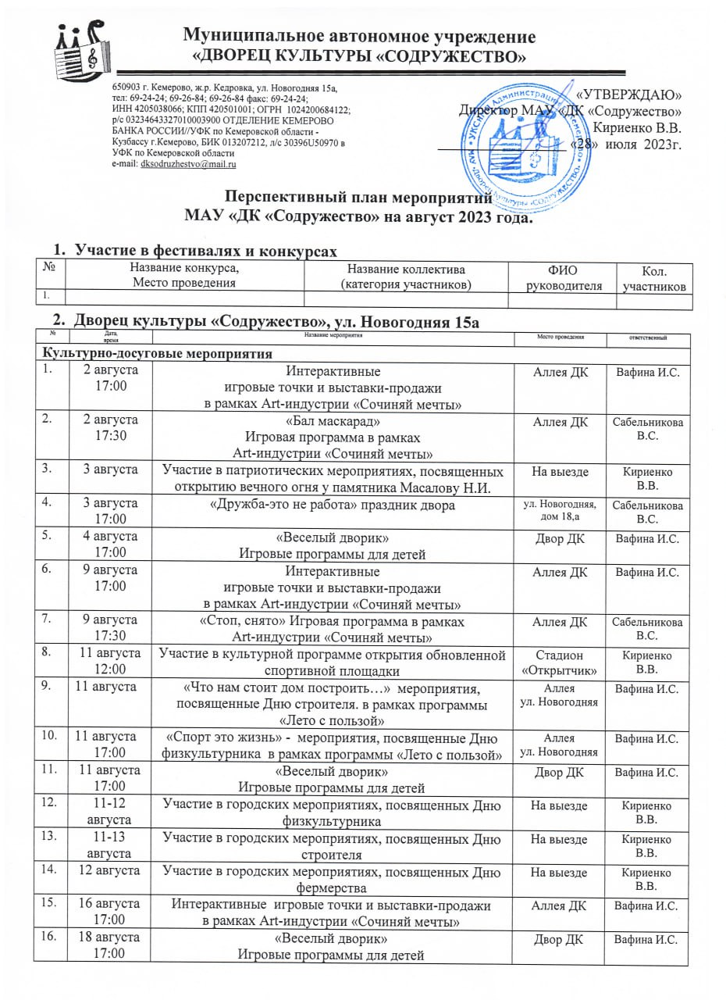 Муниципальное автономное учреждение
«ДВОРЕЦ КУЛЬТУРЫ «СОДРУЖЕСТВО»
650903 г. Кемерово, ж.р. Кедровка, ул. Новогодняя 15а,
тел: 69-24-24; 69-26-84; 69-26-84 факс: 69-24-24;
ИНН 4205038066; КПП 420501001; ОГРН 1024200684122;
р/с 03234643327010003900 ОТДЕЛЕНИЕ КЕМЕРОВО
БАНКА РОССИИ//УФК по Кемеровской области -
Кузбассу г.Кемерово, БИК 013207212, л/с 30396U50970 в
УФК по Кемеровской области
e-mail: dksodruzhestvo@mail.ru
«УТВЕРЖДАЮ»
Директор МАУ «ДК «Содружество»
Кириенко В.В.
«28» июля 2023г.
Перспективный план мероприятий
МАУ «ДК «Содружество» на август 2023 года.
1. Участие в фестивалях и конкурсах
№ Название конкурса, Название коллектива ФИО Кол.
Место проведения (категория участников) руководителя участников
1.
2. Дворец культуры «Содружество», ул. Новогодняя 15а
№ Дата, Название мероприятия Место проведения ответственный
время
Культурно-досуговые мероприятия
1. 2 августа Интерактивные Аллея ДК Вафина И.С.
17:00 игровые точки и выставки-продажи
в рамках Art-индустрии «Сочиняй мечты»
2. 2 августа «Бал маскарад» Аллея ДК Сабельникова
17:30 Игровая программа в рамках В.С.
Art-индустрии «Сочиняй мечты»
3. 3 августа Участие в патриотических мероприятиях, посвященных На выезде Кириенко
открытию вечного огня у памятника Масалову Н.И. В.В.
4. 3 августа «Дружба-это не работа» праздник двора ул. Новогодняя, Сабельникова
17:00 дом 18,а В.С.
5. 4 августа «Веселый дворик» Двор ДК Вафина И.С.
17:00 Игровые программы для детей
6. 9 августа Интерактивные Аллея ДК Вафина И.С.
17:00 игровые точки и выставки-продажи
в рамках Art-индустрии «Сочиняй мечты»
7. 9 августа «Стоп, снято» Игровая программа в рамках Аллея ДК Сабельникова
17:30 Art-индустрии «Сочиняй мечты» В.С.
8. 11 августа Участие в культурной программе открытия обновленной Стадион Кириенко
12:00 спортивной площадки «Открытчик» В.В.
9. 11 августа «Что нам стоит дом построить…» мероприятия, Аллея Вафина И.С.
посвященные Дню строителя. в рамках программы ул. Новогодняя
«Лето с пользой»
10. 11 августа «Спорт это жизнь» - мероприятия, посвященные Дню Аллея Вафина И.С.
17:00 физкультурника в рамках программы «Лето с пользой» ул. Новогодняя
11. 11 августа «Веселый дворик» Двор ДК Вафина И.С.
17:00 Игровые программы для детей
12. 11-12 Участие в городских мероприятиях, посвященных Дню На выезде Кириенко
августа физкультурника В.В.
13. 11-13 Участие в городских мероприятиях, посвященных Дню На выезде Кириенко
августа строителя В.В.
14. 12 августа Участие в городских мероприятиях, посвященных Дню На выезде Кириенко
фермерства В.В.
15. 16 августа Интерактивные игровые точки и выставки-продажи Аллея ДК Вафина И.С.
17:00 в рамках Art-индустрии «Сочиняй мечты»
16. 18 августа «Веселый дворик» Двор ДК Вафина И.С.
17:00 Игровые программы для детей